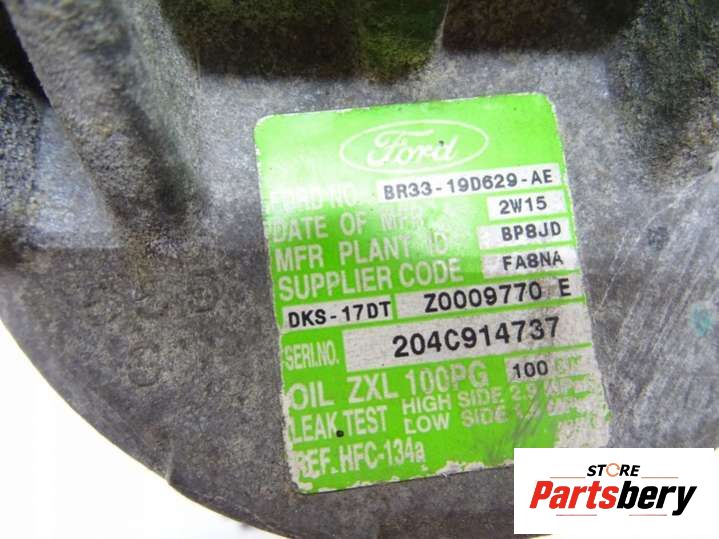 Ford
FORD NO. BR33-19D629-AE
DATE OF MFR 2W15
MFR PLANT ID BP8JD
SUPPLIER CODE FA8NA
DKS-17DT Z0009770 E
SERI.NO. 204C914737
OIL ZXL 100PG 100
LEAK TEST HIGH SIDE
LOW SIDE
REF. HFC-134a
STORE
Partsbery